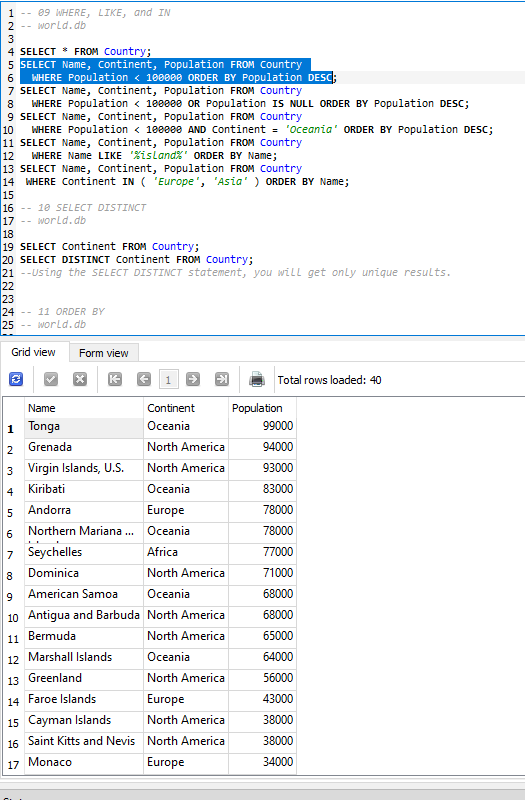 1 -- 09 WHERE, LIKE, and IN
2 -- world.db
3
4 SELECT * FROM Country;
5 SELECT Name, Continent, Population FROM Country
6 WHERE Population < 100000 ORDER BY Population DESC;
7 SELECT Name, Continent, Population FROM Country
8 WHERE Population < 100000 OR Population IS NULL ORDER BY Population DESC;
9 SELECT Name, Continent, Population FROM Country
10 WHERE Population < 100000 AND Continent = 'Oceania' ORDER BY Population DESC;
11 SELECT Name, Continent, Population FROM Country
12 WHERE Name LIKE '%island%' ORDER BY Name;
13 SELECT Name, Continent, Population FROM Country
14 WHERE Continent IN ( 'Europe', 'Asia' ) ORDER BY Name;
15
16 -- 10 SELECT DISTINCT
17 -- world.db
18
19 SELECT Continent FROM Country;
20 SELECT DISTINCT Continent FROM Country;
21 --Using the SELECT DISTINCT statement, you will get only unique results.
22
23
24 -- 11 ORDER BY
25 -- world.db
Grid view Form view
1 Total rows loaded: 40
Name Continent Population
1 Tonga Oceania 99000
2 Grenada North America 94000
3 Virgin Islands, U.S. North America 93000
4 Kiribati Oceania 83000
5 Andorra Europe 78000
6 Northern Mariana ... Oceania 78000
7 Seychelles Africa 77000
8 Dominica North America 71000
9 American Samoa Oceania 68000
10 Antigua and Barbuda North America 68000
11 Bermuda North America 65000
12 Marshall Islands Oceania 64000
13 Greenland North America 56000
14 Faroe Islands Europe 43000
15 Cayman Islands North America 38000
16 Saint Kitts and Nevis North America 38000
17 Monaco Europe 34000